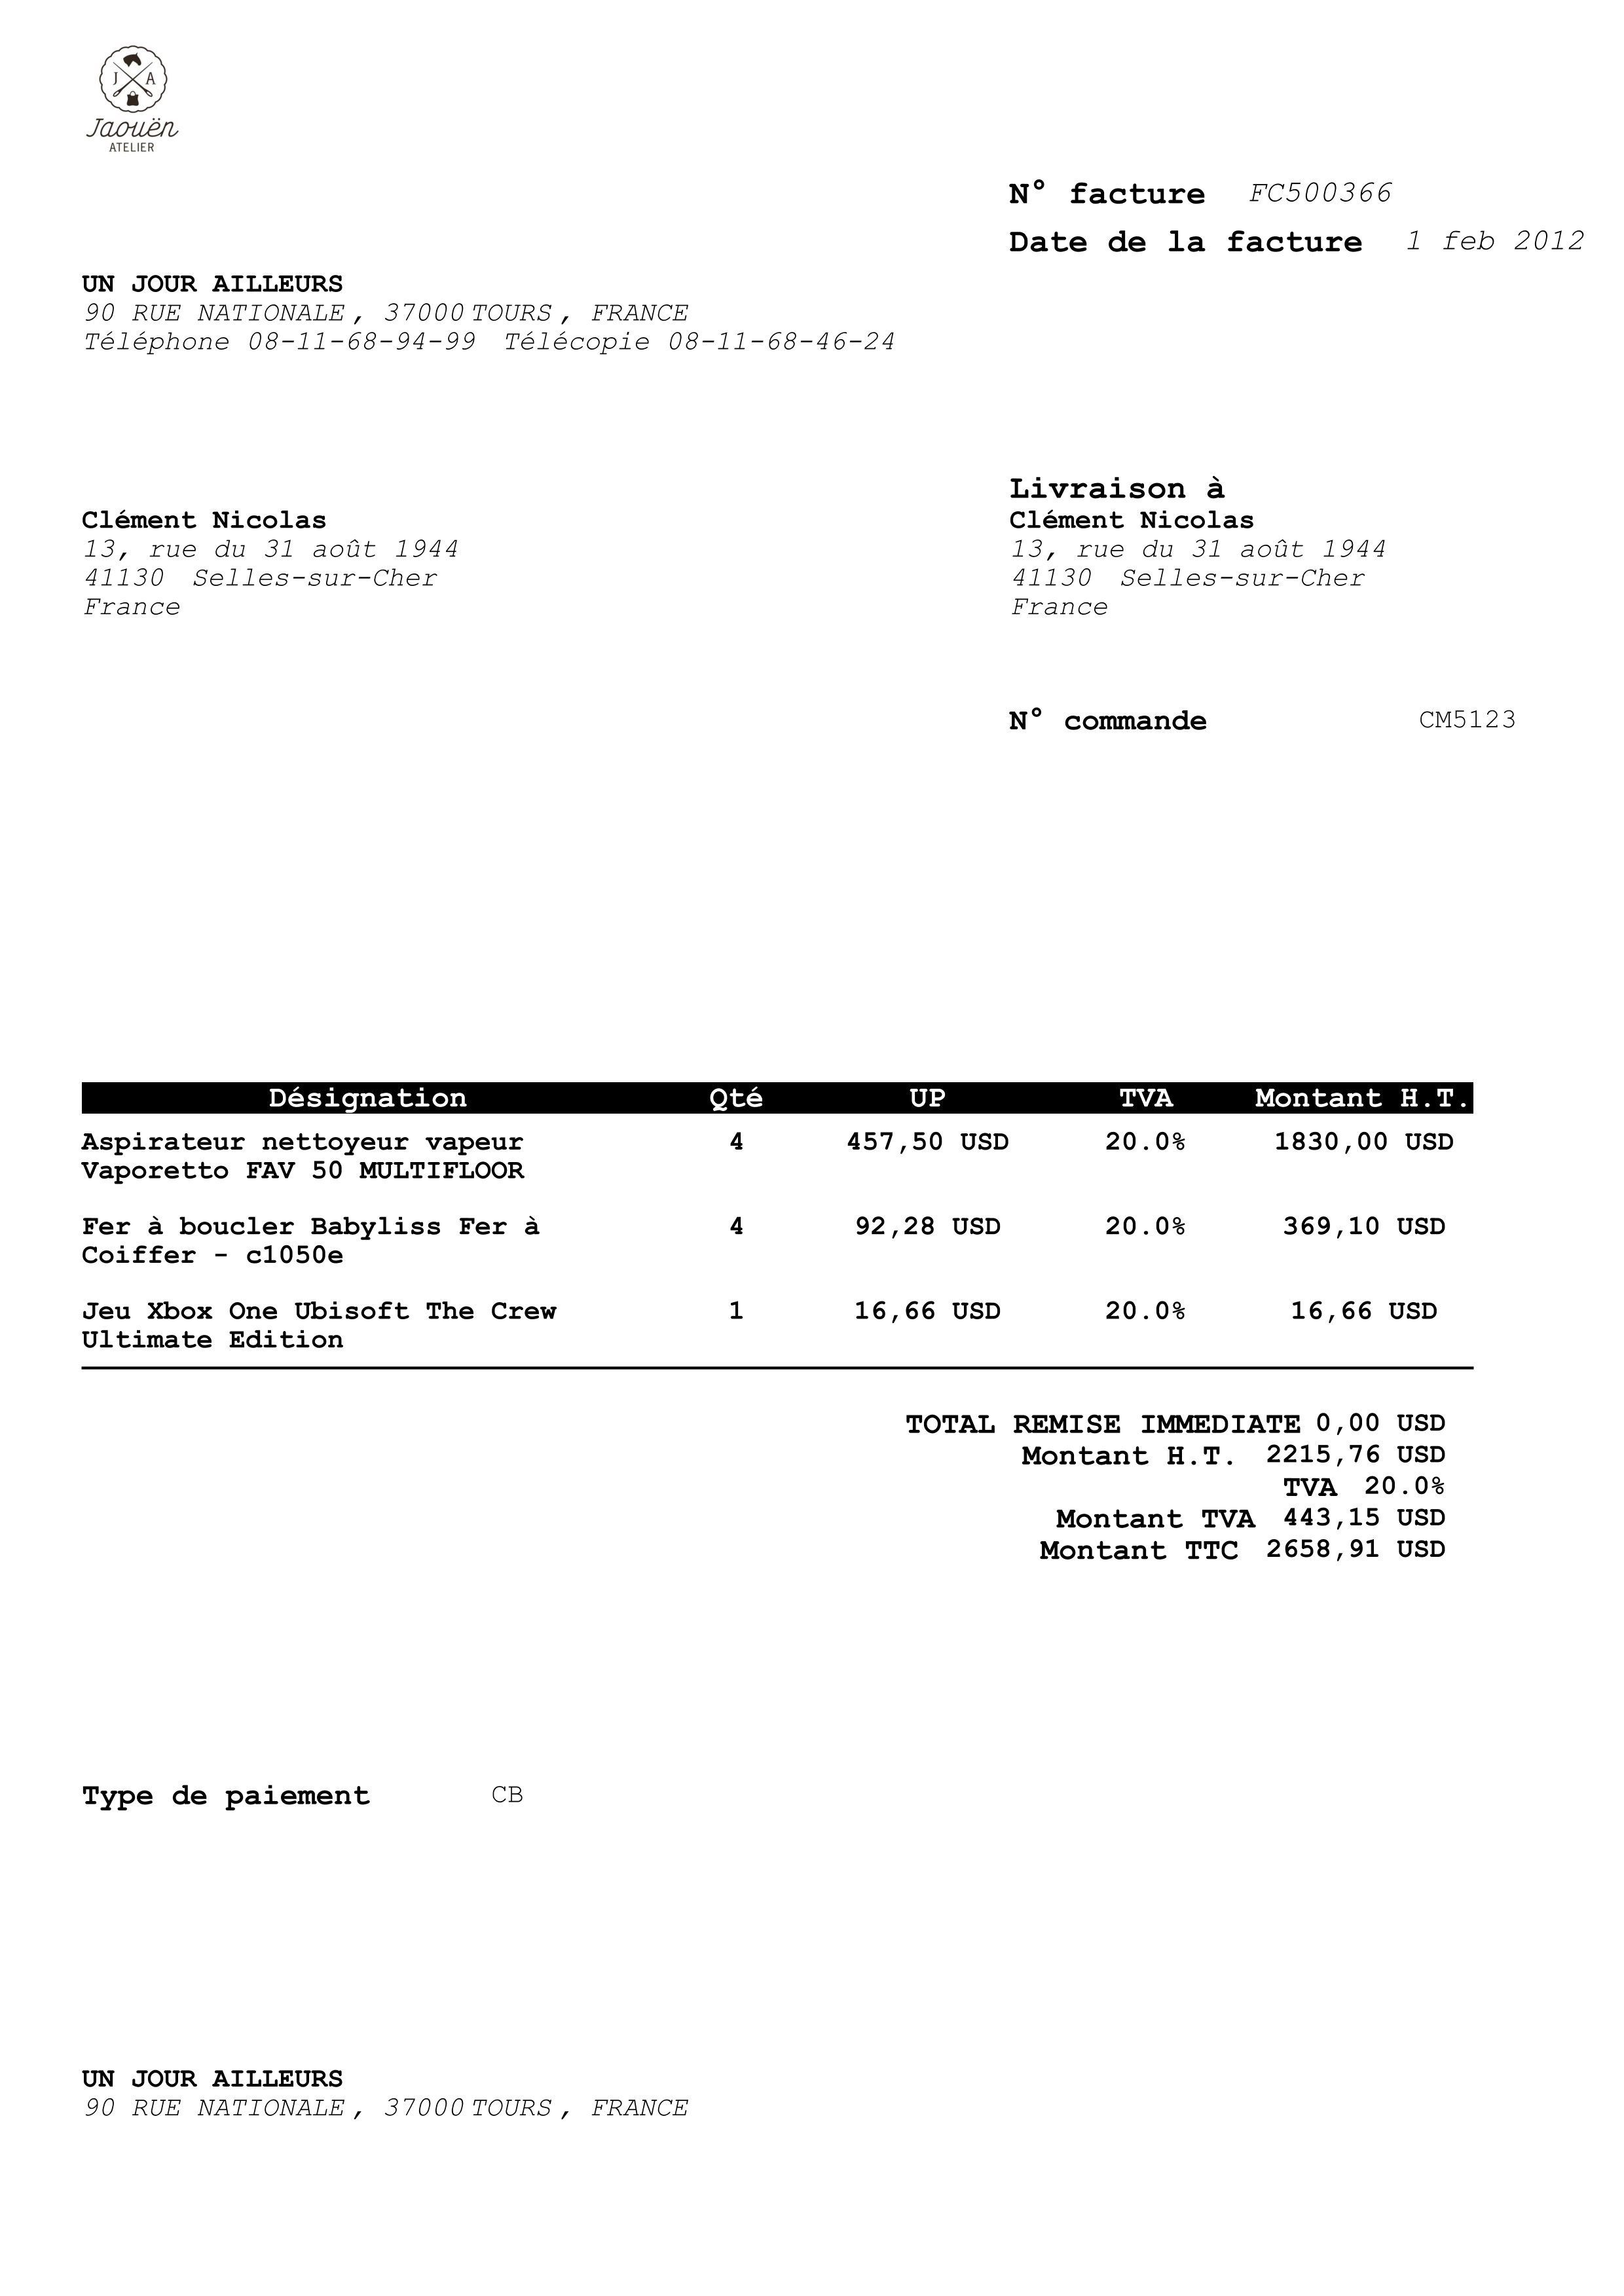 J A
Jaouën
ATELIER
N° facture FC500366
Date de la facture 1 feb 2012
UN JOUR AILLEURS
90 RUE NATIONALE , 37000 TOURS , FRANCE
Téléphone 08-11-68-94-99 Télécopie 08-11-68-46-24
Clément Nicolas
13, rue du 31 août 1944
41130 Selles-sur-Cher
France
Livraison à
Clément Nicolas
13, rue du 31 août 1944
41130 Selles-sur-Cher
France
N° commande CM5123
Désignation Qté UP TVA Montant H.T.
Aspirateur nettoyeur vapeur 4 457,50 USD 20.0% 1830,00 USD
Vaporetto FAV 50 MULTIFLOOR
Fer à boucler Babyliss Fer à 4 92,28 USD 20.0% 369,10 USD
Coiffer - c1050e
Jeu Xbox One Ubisoft The Crew 1 16,66 USD 20.0% 16,66 USD
Ultimate Edition
TOTAL REMISE IMMEDIATE 0,00 USD
Montant H.T. 2215,76 USD
TVA 20.0%
Montant TVA 443,15 USD
Montant TTC 2658,91 USD
Type de paiement CB
UN JOUR AILLEURS
90 RUE NATIONALE , 37000 TOURS , FRANCE